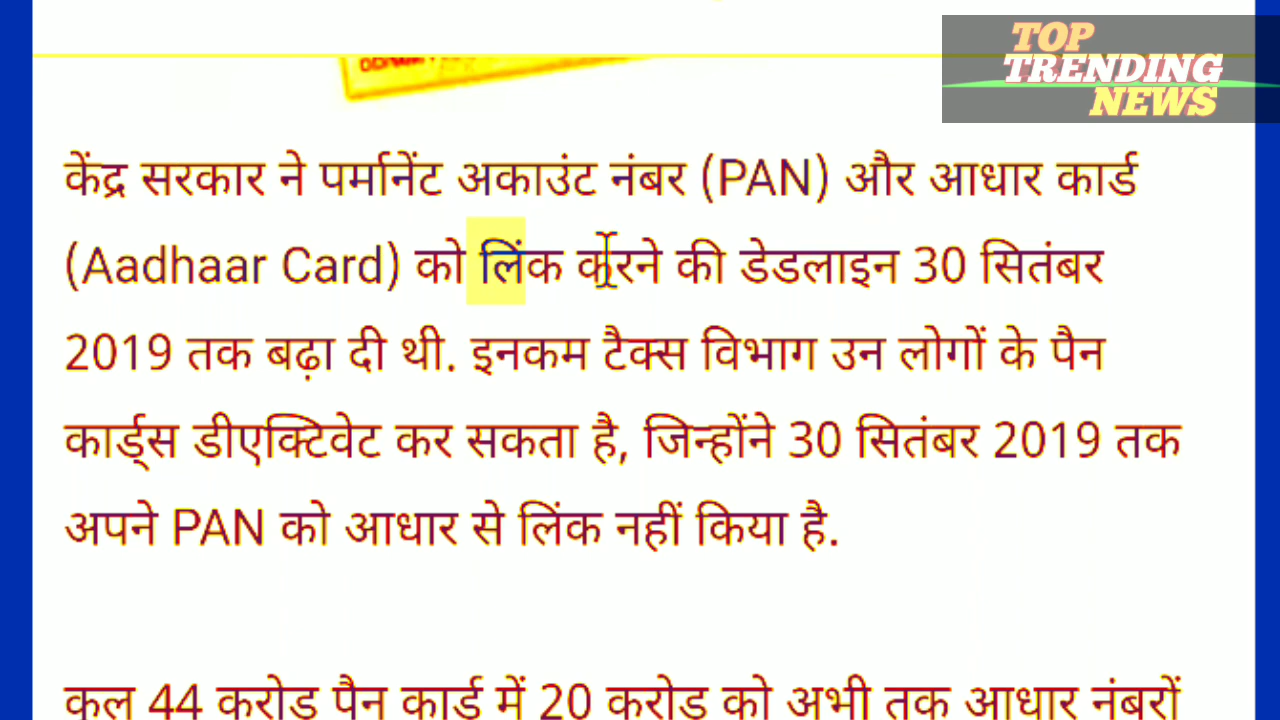 TOP
TRENDING
NEWS
केंद्र सरकार ने पर्मानेंट अकाउंट नंबर (PAN) और आधार कार्ड
(Aadhaar Card) को लिंक करने की डेडलाइन 30 सितंबर
2019 तक बढ़ा दी थी. इनकम टैक्स विभाग उन लोगों के पैन
कार्ड्स डीएक्टिवेट कर सकता है, जिन्होंने 30 सितंबर 2019 तक
अपने PAN को आधार से लिंक नहीं किया है.
कुल 44 करोड़ पैन कार्ड में 20 करोड़ को अभी तक आधार नंबरों